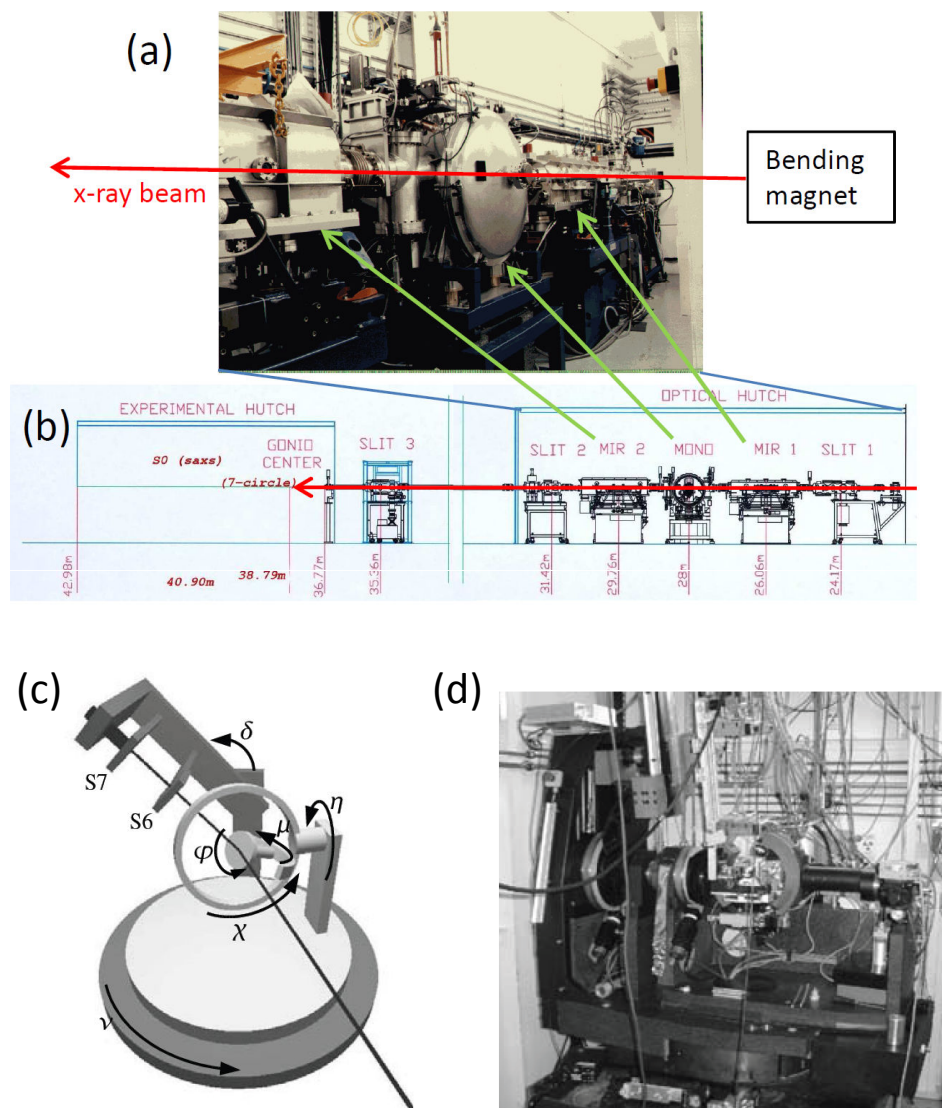 (a)
Bending
magnet
x-ray beam
(b)
EXPERIMENTAL HUTCH
OPTICAL HUTCH
S0 (saxs)
GONIO
CENTER
(7-circle)
SLIT 3
SLIT 2
MIR 2
MONO
MIR 1
SLIT 1
42.98m
40.90m
38.79m
36.77m
35.36m
31.42m
29.76m
28m
26.06m
24.17m
(c)
(d)
δ
S7
S6
η
μ
φ
χ
ν